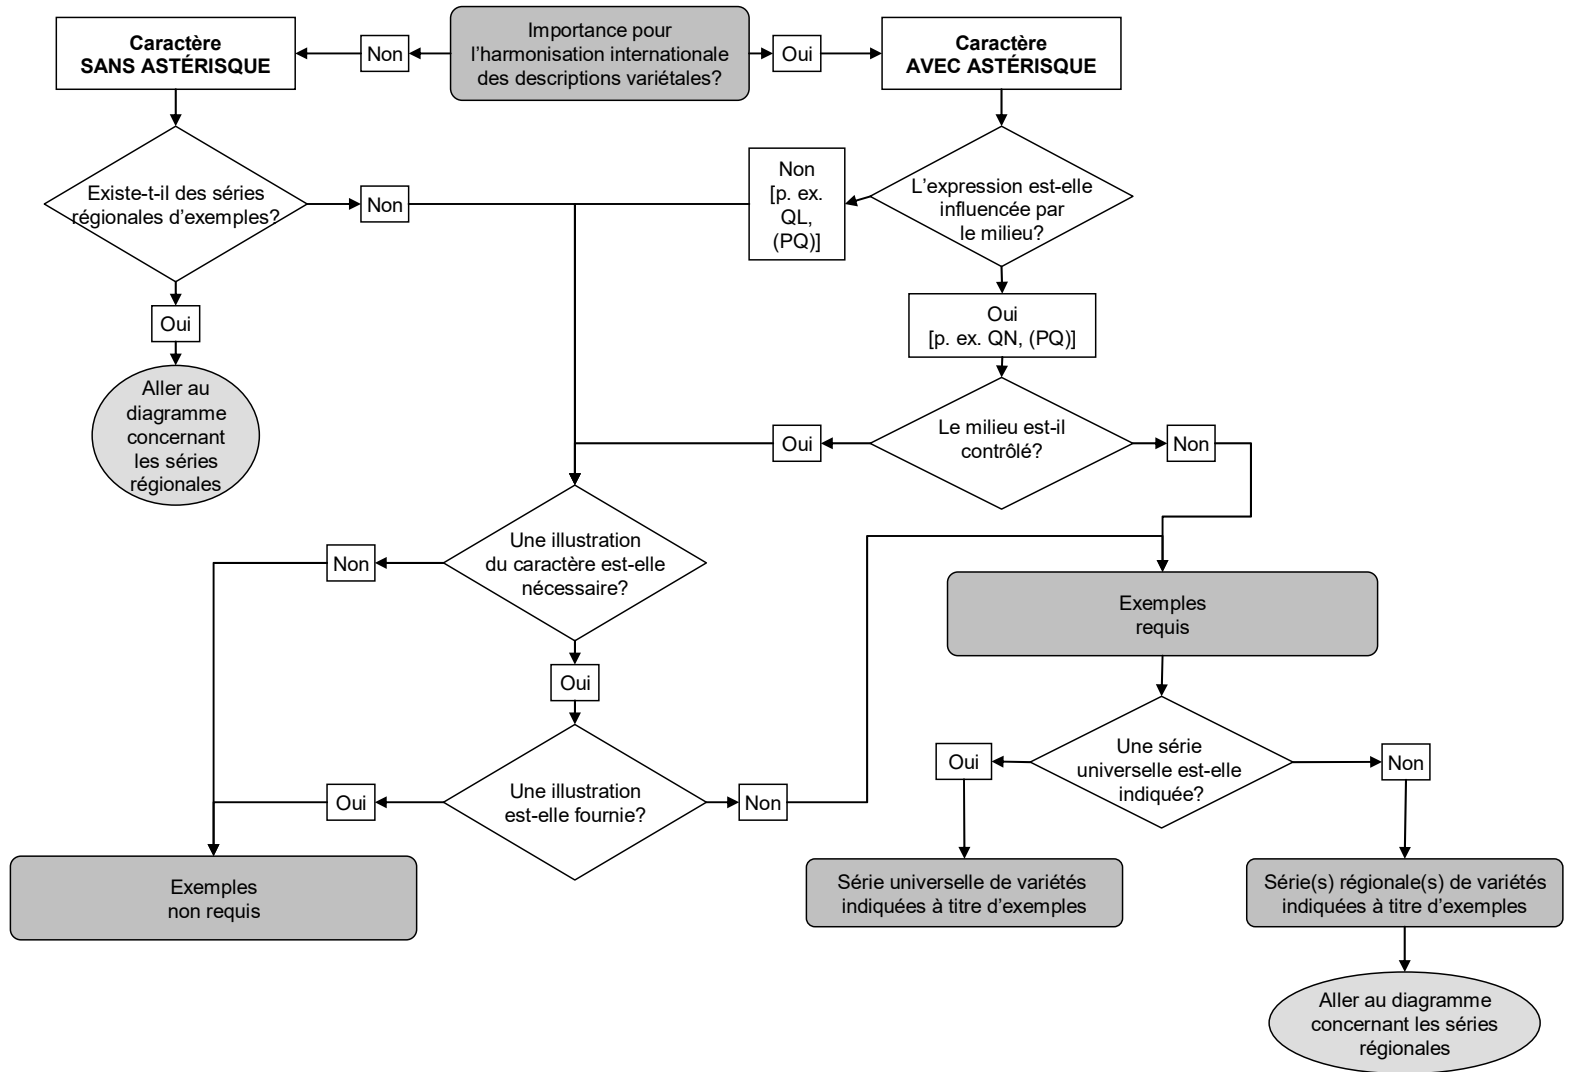 Caractère
SANS ASTÉRISQUE
Non
Importance pour
l’harmonisation internationale
des descriptions variétales?
Oui
Caractère
AVEC ASTÉRISQUE
Existe-t-il des séries
régionales d’exemples?
Non
Non
[p. ex.
QL,
(PQ)]
L’expression est-elle
influencée par
le milieu?
Oui
Oui
[p. ex. QN, (PQ)]
Aller au
diagramme
concernant
les séries
régionales
Oui
Le milieu est-il
contrôlé?
Non
Non
Une illustration
du caractère est-elle
nécessaire?
Exemples
requis
Oui
Oui
Une illustration
est-elle fournie?
Non
Oui
Une série
universelle est-elle
indiquée?
Non
Exemples
non requis
Série universelle de variétés
indiquées à titre d’exemples
Série(s) régionale(s) de variétés
indiquées à titre d’exemples
Aller au diagramme
concernant les séries
régionales